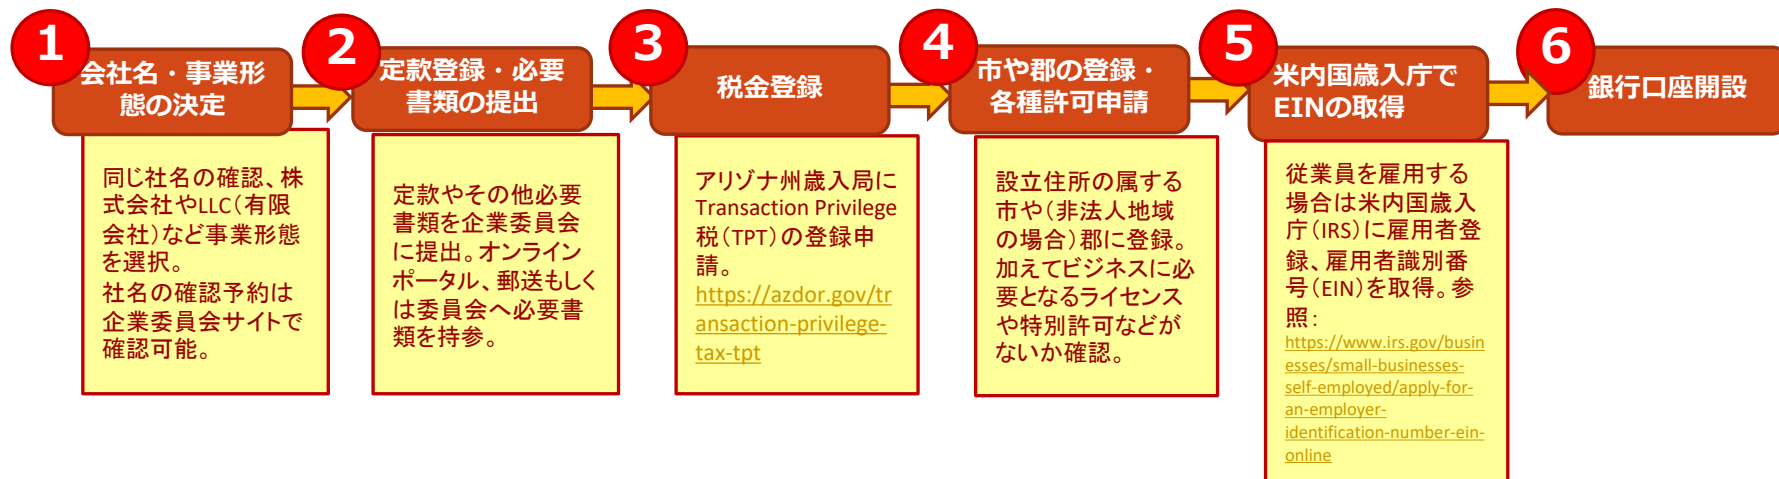 1
会社名・事業形
態の決定
同じ社名の確認、株
式会社やLLC（有限
会社）など事業形態
を選択。
社名の確認予約は
企業委員会サイトで
確認可能。
2
定款登録・必要
書類の提出
定款やその他必要
書類を企業委員会
に提出。オンライン
ポータル、郵送もしく
は委員会へ必要書
類を持参。
3
税金登録
アリゾナ州歳入局に
Transaction Privilege
税（TPT）の登録申
請。
https://azdor.gov/tr
ansaction-privilege-
tax-tpt
4
市や郡の登録・
各種許可申請
設立住所の属する
市や（非法人地域
の場合）郡に登録。
加えてビジネスに必
要となるライセンス
や特別許可などが
ないか確認。
5
米内国歳入庁で
EINの取得
従業員を雇用する
場合は米内国歳入
庁（IRS）に雇用者登
録、雇用者識別番
号（EIN）を取得。参
照：
https://www.irs.gov/busin
esses/small-businesses-
self-employed/apply-for-
an-employer-
identification-number-ein-
online
6
銀行口座開設